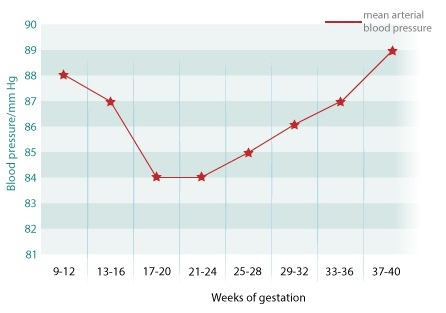 mean arterial
blood pressure
Blood pressure/mm Hg
90
89
88
87
86
85
84
83
82
81
9-12 13-16 17-20 21-24 25-28 29-32 33-36 37-40
Weeks of gestation